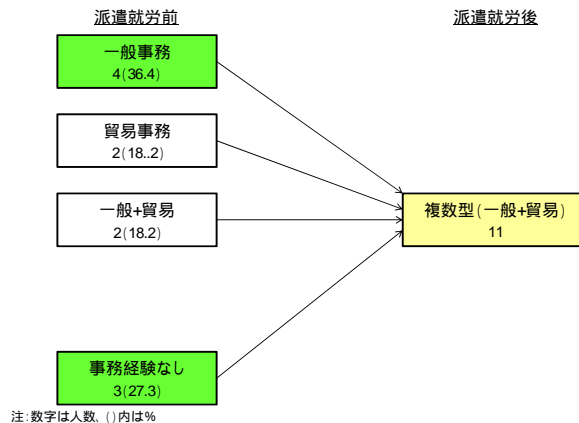 派遣就労前
派遣就労後
一般事務
4(36.4)
貿易事務
2(18..2)
一般+貿易
2(18.2)
複数型(一般+貿易)
11
事務経験なし
3(27.3)
注:数字は人数、()内は%